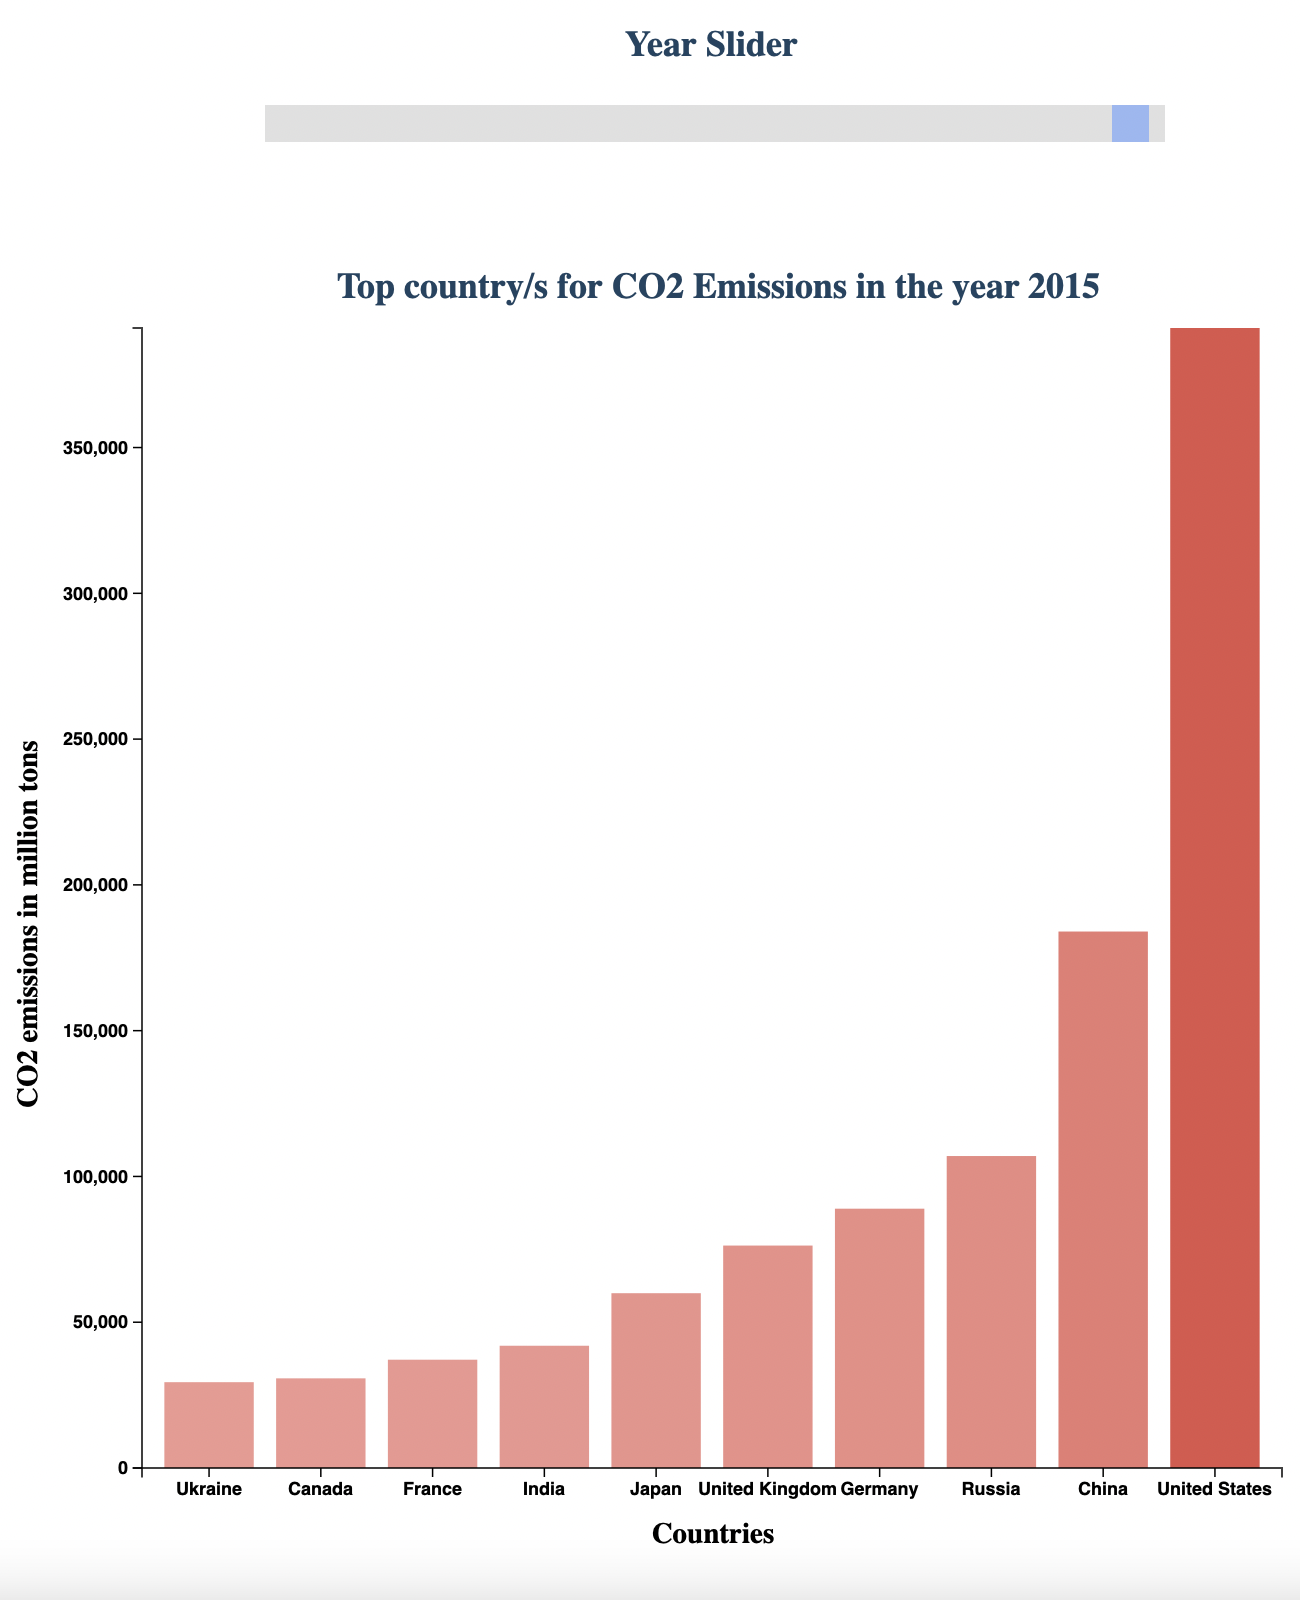 Year Slider
Top country/s for CO2 Emissions in the year 2015
350,000
300,000
250,000
200,000
150,000
100,000
50,000
0
CO2 emissions in million tons
Ukraine Canada France India Japan United Kingdom Germany Russia China United States
Countries